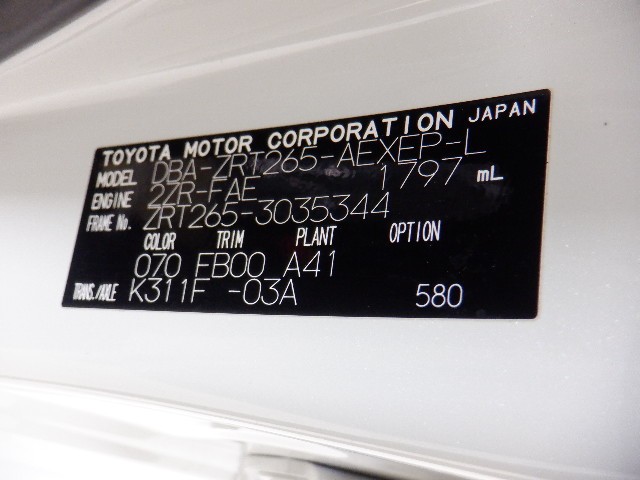 TOYOTA MOTOR CORPORATION JAPAN
MODEL DBA-ZRT265-AEXEP-L
ENGINE 2ZR-FAE 1797 mL
FRAME No. ZRT265-3035344
COLOR TRIM PLANT OPTION
070 FB00 A41
TRANS./AXLE K311F -03A 580